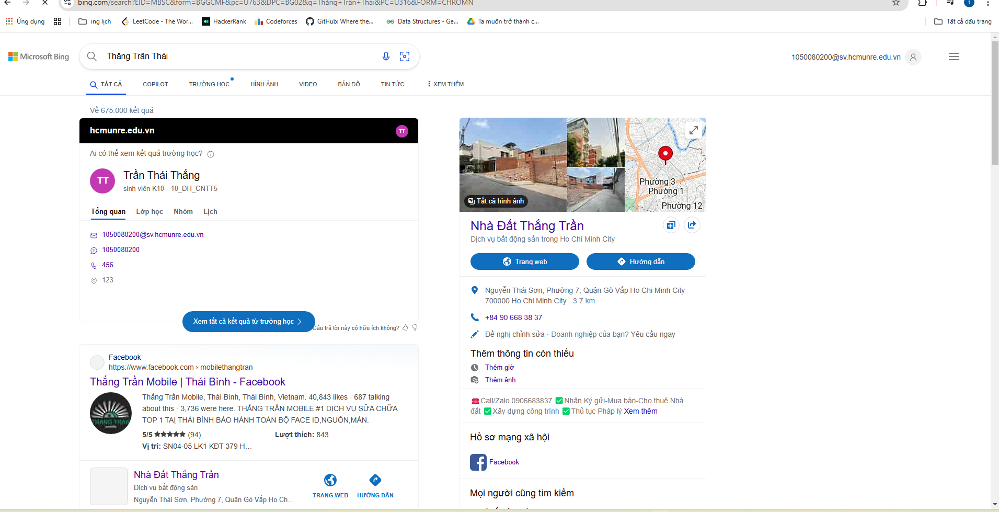 bing.com/search?EID=MBSC&form=BGGCMF&pc=U763&DPC=BG02&q=Thắng+Trần+Thái&PC=U316&FORM=CHROMN
t
Ứng dụng
ing lịch
LeetCode - The Wor...
HackerRank
Codeforces
GitHub: Where the...
Data Structures - Ge...
Ta muốn trở thành c...
Tất cả dấu trang
Microsoft Bing
Thắng Trần Thái
1050080200@sv.hcmunre.edu.vn
TẤT CẢ
COPILOT
TRƯỜNG HỌC
HÌNH ẢNH
VIDEO
BẢN ĐỒ
TIN TỨC
XEM THÊM
Về 675.000 kết quả
hcmunre.edu.vn
TT
Ai có thể xem kết quả trường học?
TT
Trần Thái Thắng
sinh viên K10 · 10_ĐH_CNTT5
Tổng quan
Lớp học
Nhóm
Lịch
1050080200@sv.hcmunre.edu.vn
1050080200
456
123
Xem tất cả kết quả từ trường học
Câu trả lời này có hữu ích không?
Facebook
https://www.facebook.com › mobilethangtran
Thắng Trần Mobile | Thái Bình - Facebook
THANG TRAN
Thắng Trần Mobile, Thái Bình, Thái Bình, Vietnam. 40,843 likes · 687 talking
about this · 3,736 were here. THẮNG TRẦN MOBILE #1 DỊCH VỤ SỬA CHỮA
TOP 1 TẠI THÁI BÌNH BẢO HÀNH TOÀN BỘ FACE ID,NGUỒN,MÀN.
5/5 ★★★★★ (94)
Lượt thích: 843
Vị trí: SN04-05 LK1 KĐT 379 H…
Nhà Đất Thắng Trần
Dịch vụ bất động sản
Nguyễn Thái Sơn, Phường 7, Quận Gò Vấp Ho Ch…
TRANG WEB
HƯỚNG DẪN
Tất cả hình ảnh
Phường 3
Phường 1
Phường 12
Nhà Đất Thắng Trần
Dịch vụ bất động sản trong Ho Chi Minh City
Trang web
Hướng dẫn
Nguyễn Thái Sơn, Phường 7, Quận Gò Vấp Ho Chi Minh City
700000 Ho Chi Minh City · 3.7 km
+84 90 668 38 37
Đề nghị chỉnh sửa · Doanh nghiệp của bạn? Yêu cầu ngay
Thêm thông tin còn thiếu
Thêm giờ
Thêm ảnh
☎️Call/Zalo 0906683837 ✅Nhận Ký gửi-Mua bán-Cho thuê Nhà
đất ✅Xây dựng công trình ✅Thủ tục Pháp lý Xem thêm
Hồ sơ mạng xã hội
Facebook
Mọi người cũng tìm kiếm